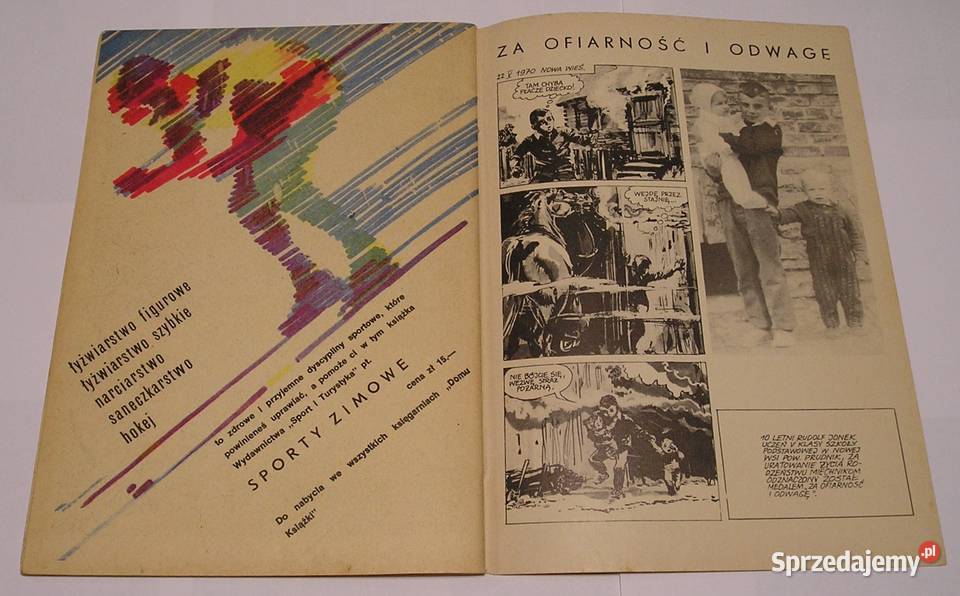 łyżwiarstwo figurowe
łyżwiarstwo szybkie
narciarstwo
saneczkarstwo
hokej
to zdrowe i przyjemne dyscypliny sportowe, które
powinieneś uprawiać, a pomoże ci w tym książka
Wydawnictwa „Sport i Turystyka" pt.
SPORTY ZIMOWE
cena zł 15.—
Do nabycia we wszystkich księgarniach „Domu
Książki"
ZA OFIARNOŚĆ I ODWAGE
22 X 1970 NOWA WIEŚ.
TAM CHYBA
PŁACZE DZIECKO!
WEJDĘ PRZEZ
STAJNIĘ...
NIE BÓJCIE SIĘ,
WEZWĘ STRAŻ
POŻARNĄ.
10 LETNI RUDOLF JONEK
UCZEŃ V KLASY SZKOŁY
PODSTAWOWEJ W NOWEJ
WSI POW. PRUDNIK, ZA
URATOWANIE ŻYCIA RO-
DZEŃSTWU MIECHNIKOM
ODZNACZONY ZOSTAŁ
MEDALEM „ZA OFIARNOŚĆ
I ODWAGĘ".
Sprzedajemy.pl